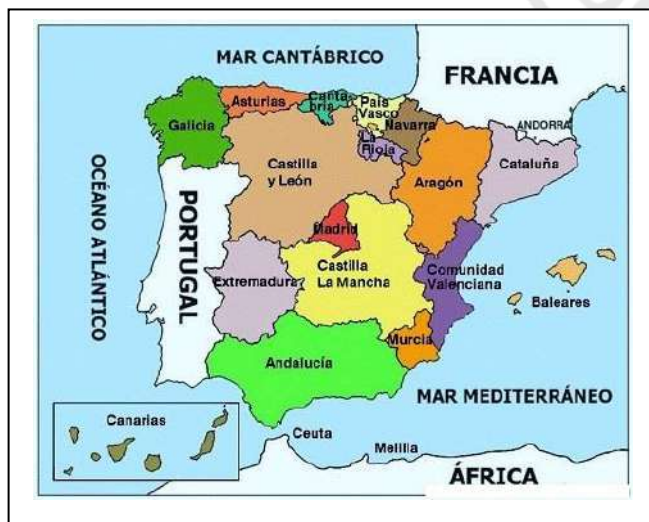 MAR CANTÁBRICO
FRANCIA
Asturias
Canta
bria
País
Vasco
Galicia
Navarra
ANDORRA
La
Rioja
Cataluña
Castilla
y León
Aragón
OCÉANO ATLÁNTICO
PORTUGAL
Madrid
Castilla
La Mancha
Comunidad
Valenciana
Extremadura
Baleares
Murcia
Andalucía
MAR MEDITERRÁNEO
Canarias
Ceuta
Melilla
ÁFRICA